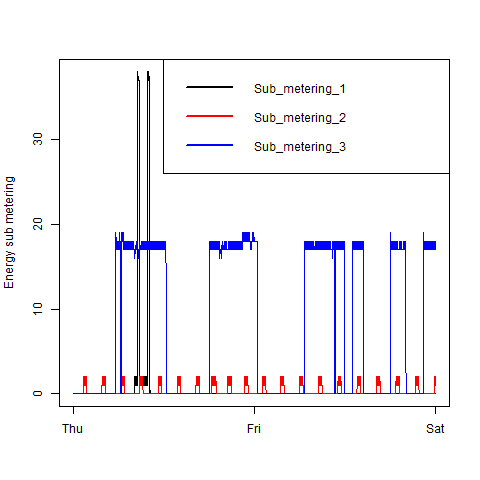 Sub_metering_1
Sub_metering_2
Sub_metering_3
Energy sub metering
30
20
10
0
Thu Fri Sat